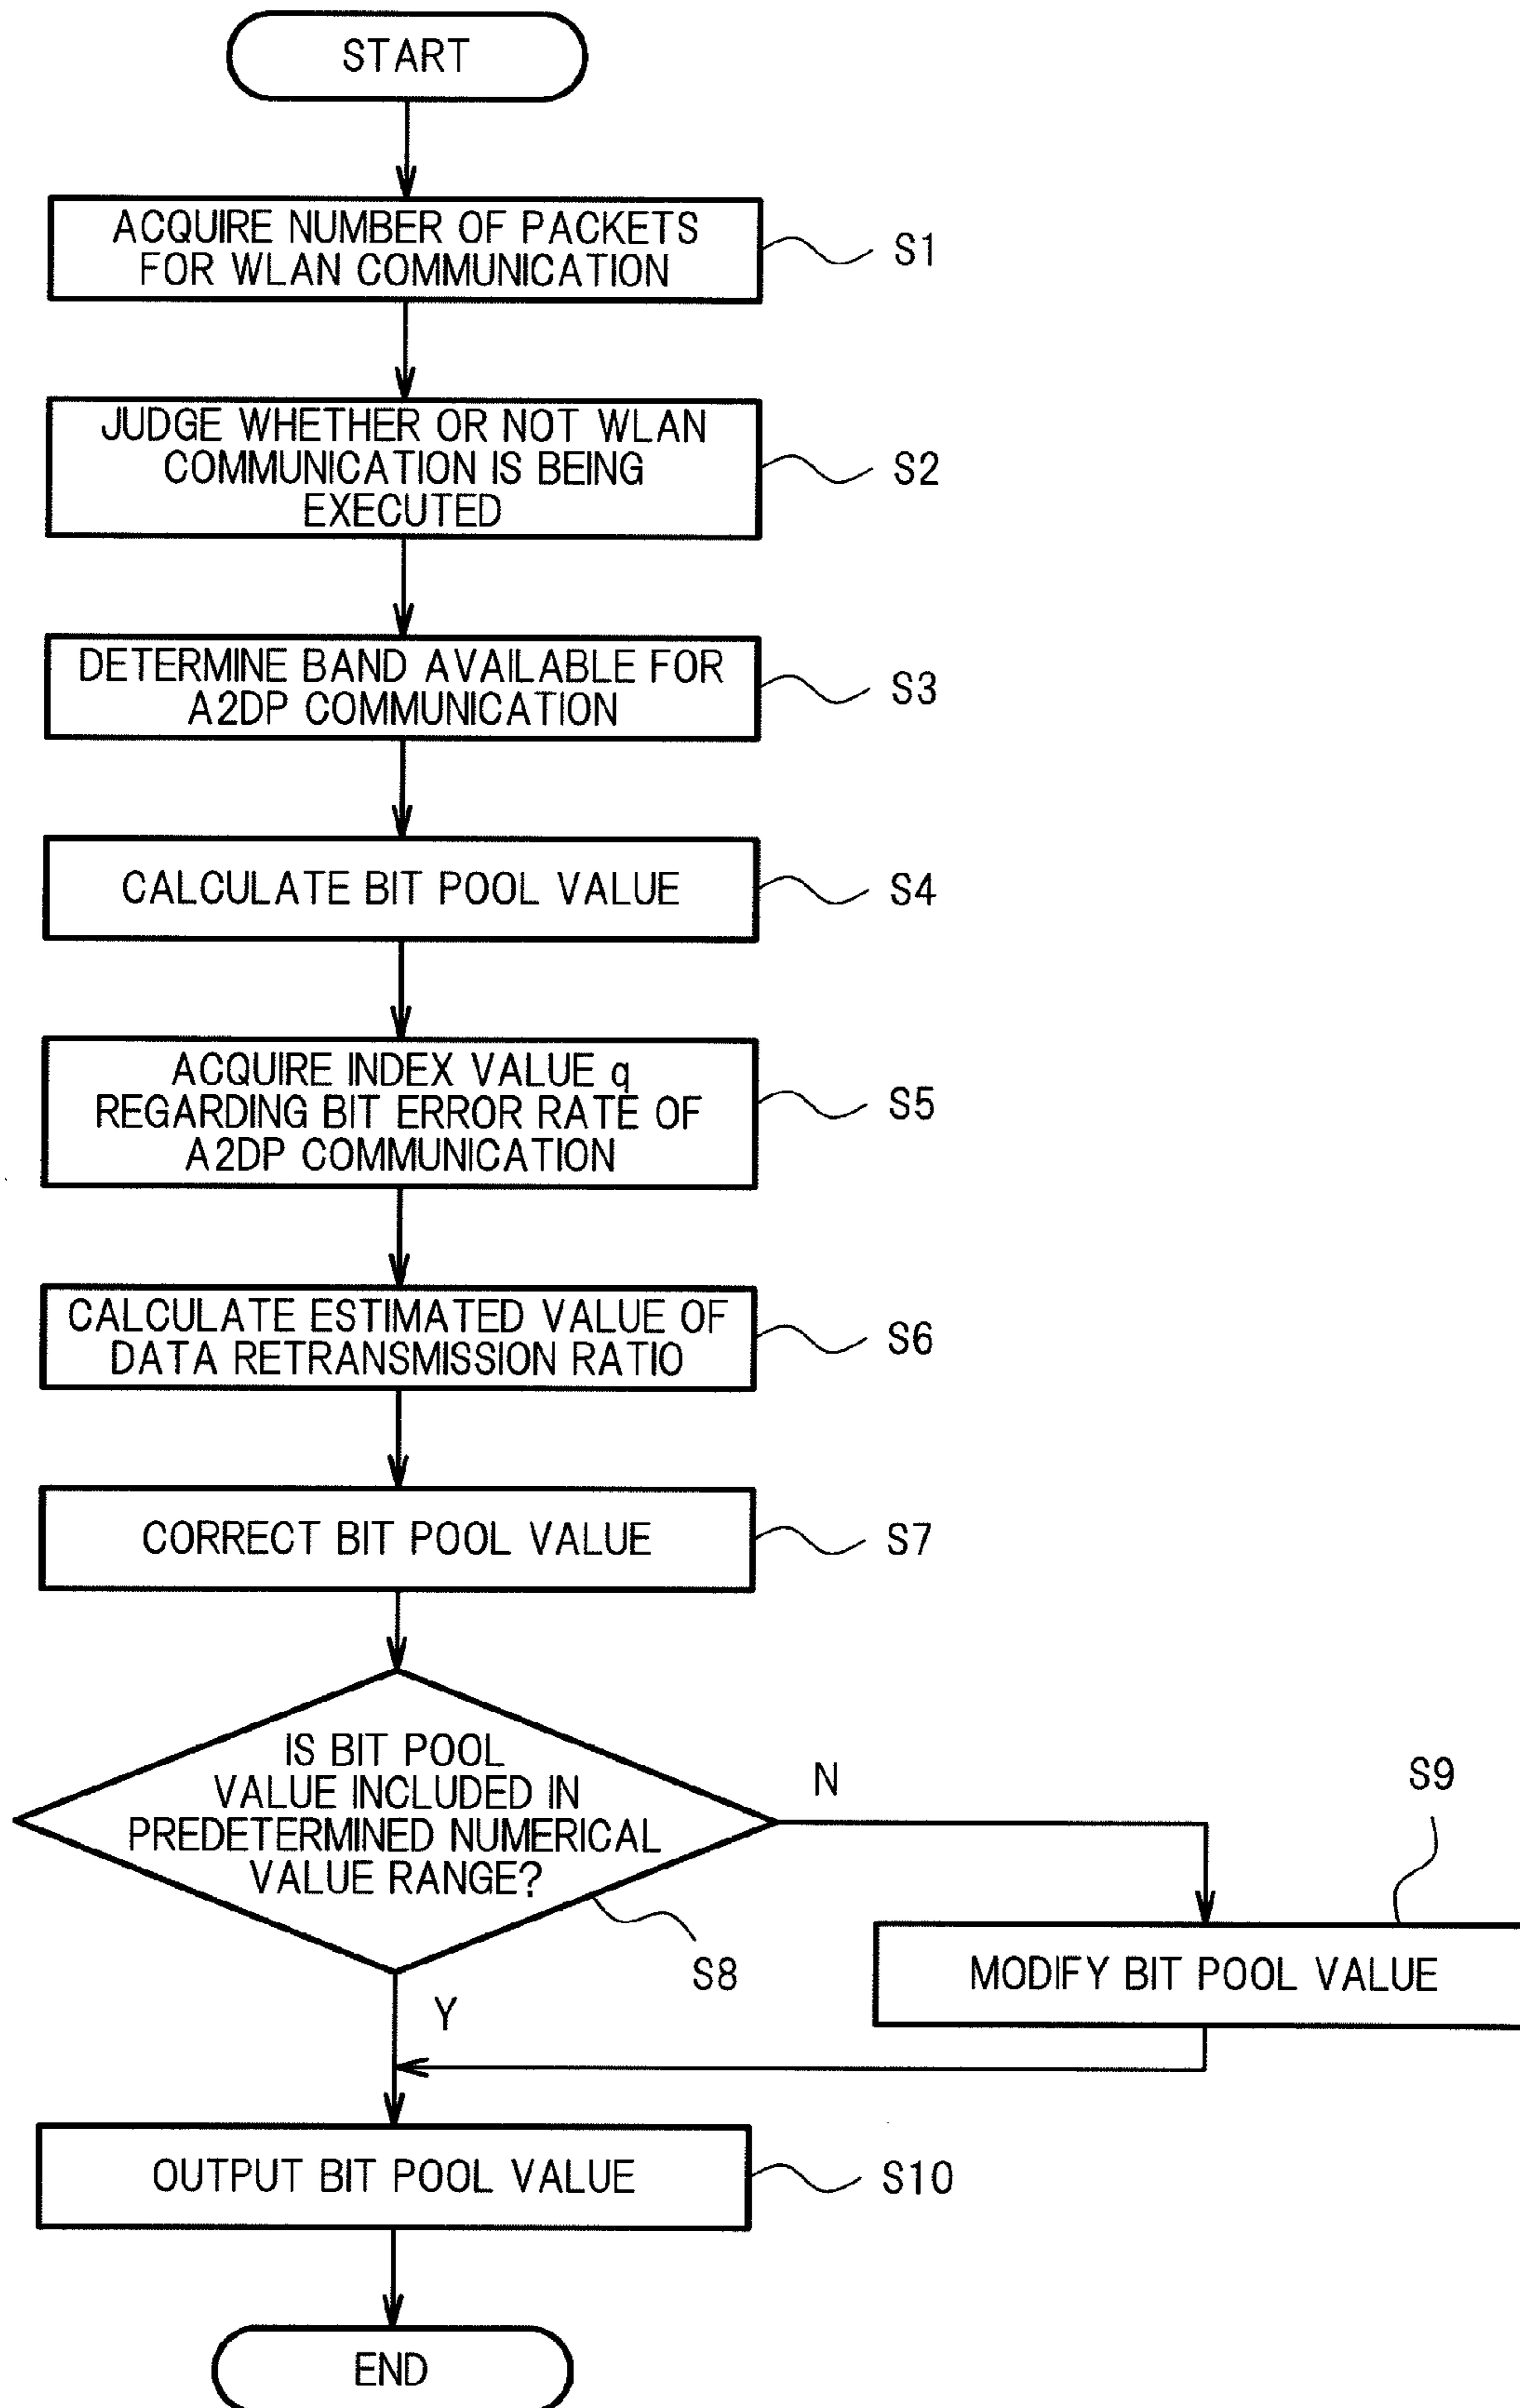 START
ACQUIRE NUMBER OF PACKETS
FOR WLAN COMMUNICATION
S1
JUDGE WHETHER OR NOT WLAN
COMMUNICATION IS BEING
EXECUTED
S2
DETERMINE BAND AVAILABLE FOR
A2DP COMMUNICATION
S3
CALCULATE BIT POOL VALUE
S4
ACQUIRE INDEX VALUE q
REGARDING BIT ERROR RATE OF
A2DP COMMUNICATION
S5
CALCULATE ESTIMATED VALUE OF
DATA RETRANSMISSION RATIO
S6
CORRECT BIT POOL VALUE
S7
IS BIT POOL
VALUE INCLUDED IN
PREDETERMINED NUMERICAL
VALUE RANGE?
S8
N
S9
MODIFY BIT POOL VALUE
Y
OUTPUT BIT POOL VALUE
S10
END